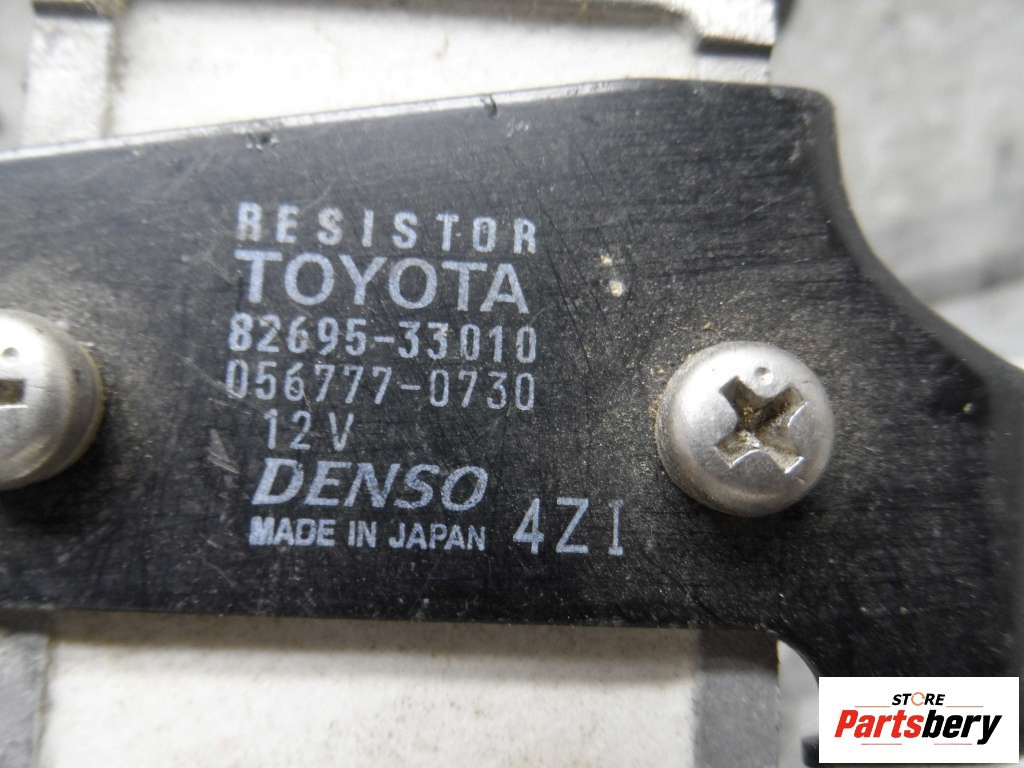 RESISTOR
TOYOTA
82695-33010
056777-0730
12V
DENSO
MADE IN JAPAN 4ZI
STORE
Partsbery